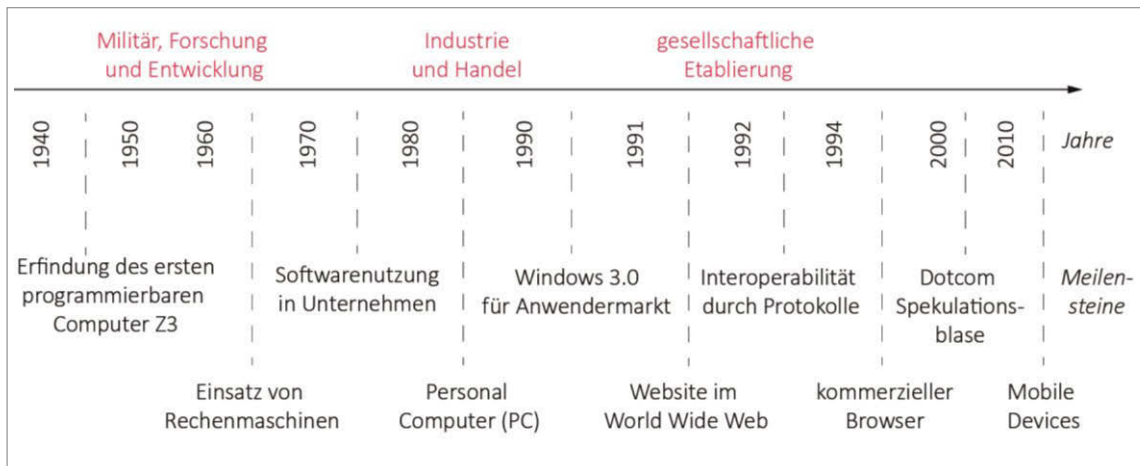 Militär, Forschung
und Entwicklung
Industrie
und Handel
gesellschaftliche
Etablierung
1940
1950
1960
1970
1980
1990
1991
1992
1994
2000
2010
Jahre
Erfindung des ersten
programmierbaren
Computer Z3
Softwarenutzung
in Unternehmen
Windows 3.0
für Anwendermarkt
Interoperabilität
durch Protokolle
Dotcom
Spekulations-
blase
Meilen-
steine
Einsatz von
Rechenmaschinen
Personal
Computer (PC)
Website im
World Wide Web
kommerzieller
Browser
Mobile
Devices